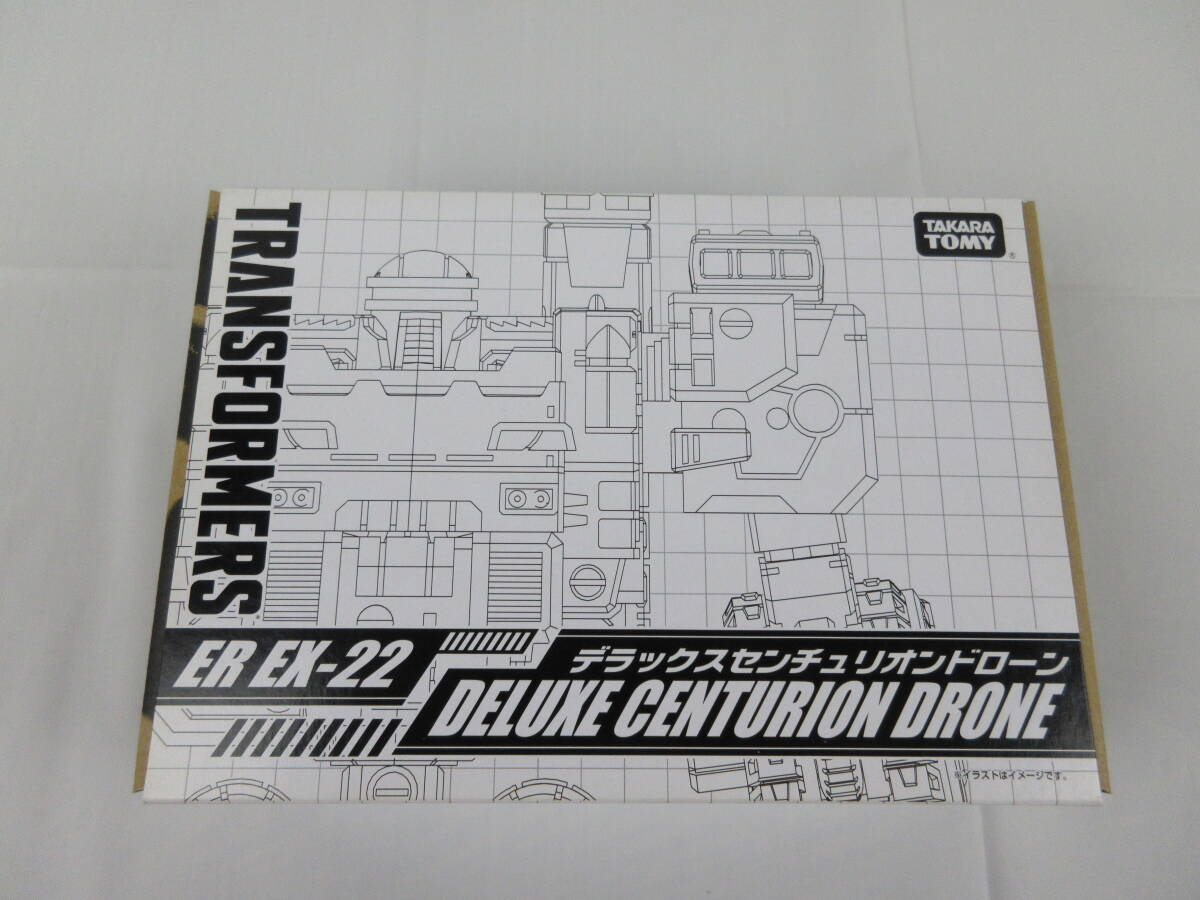 TRANSFORMERS
TAKARA
TOMY
®
ER EX-22
デラックスセンチュリオンドローン
DELUXE CENTURION DRONE
※イラストはイメージです。